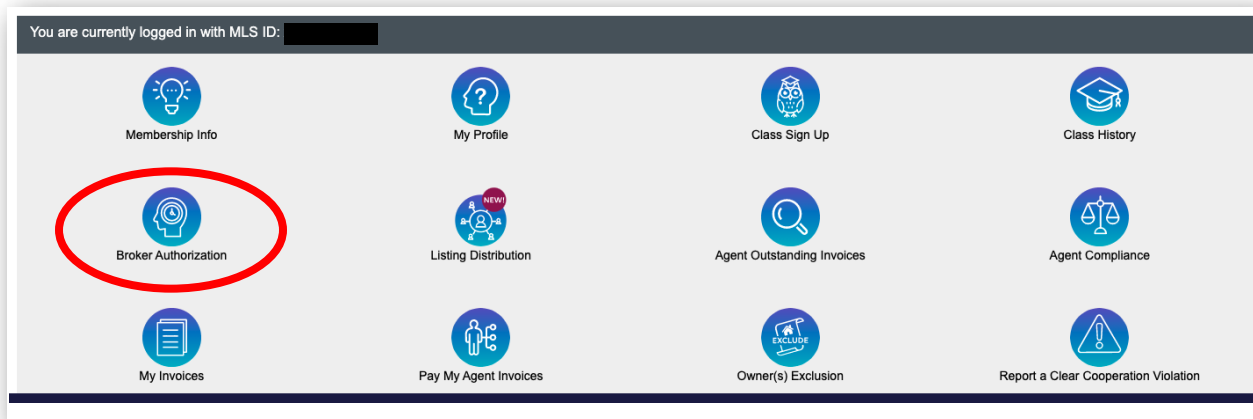 You are currently logged in with MLS ID:
Membership Info
My Profile
?
Class Sign Up
Class History
Broker Authorization
NEW!
Listing Distribution
Agent Outstanding Invoices
Agent Compliance
My Invoices
Pay My Agent Invoices
EXCLUDE
Owner(s) Exclusion
Report a Clear Cooperation Violation